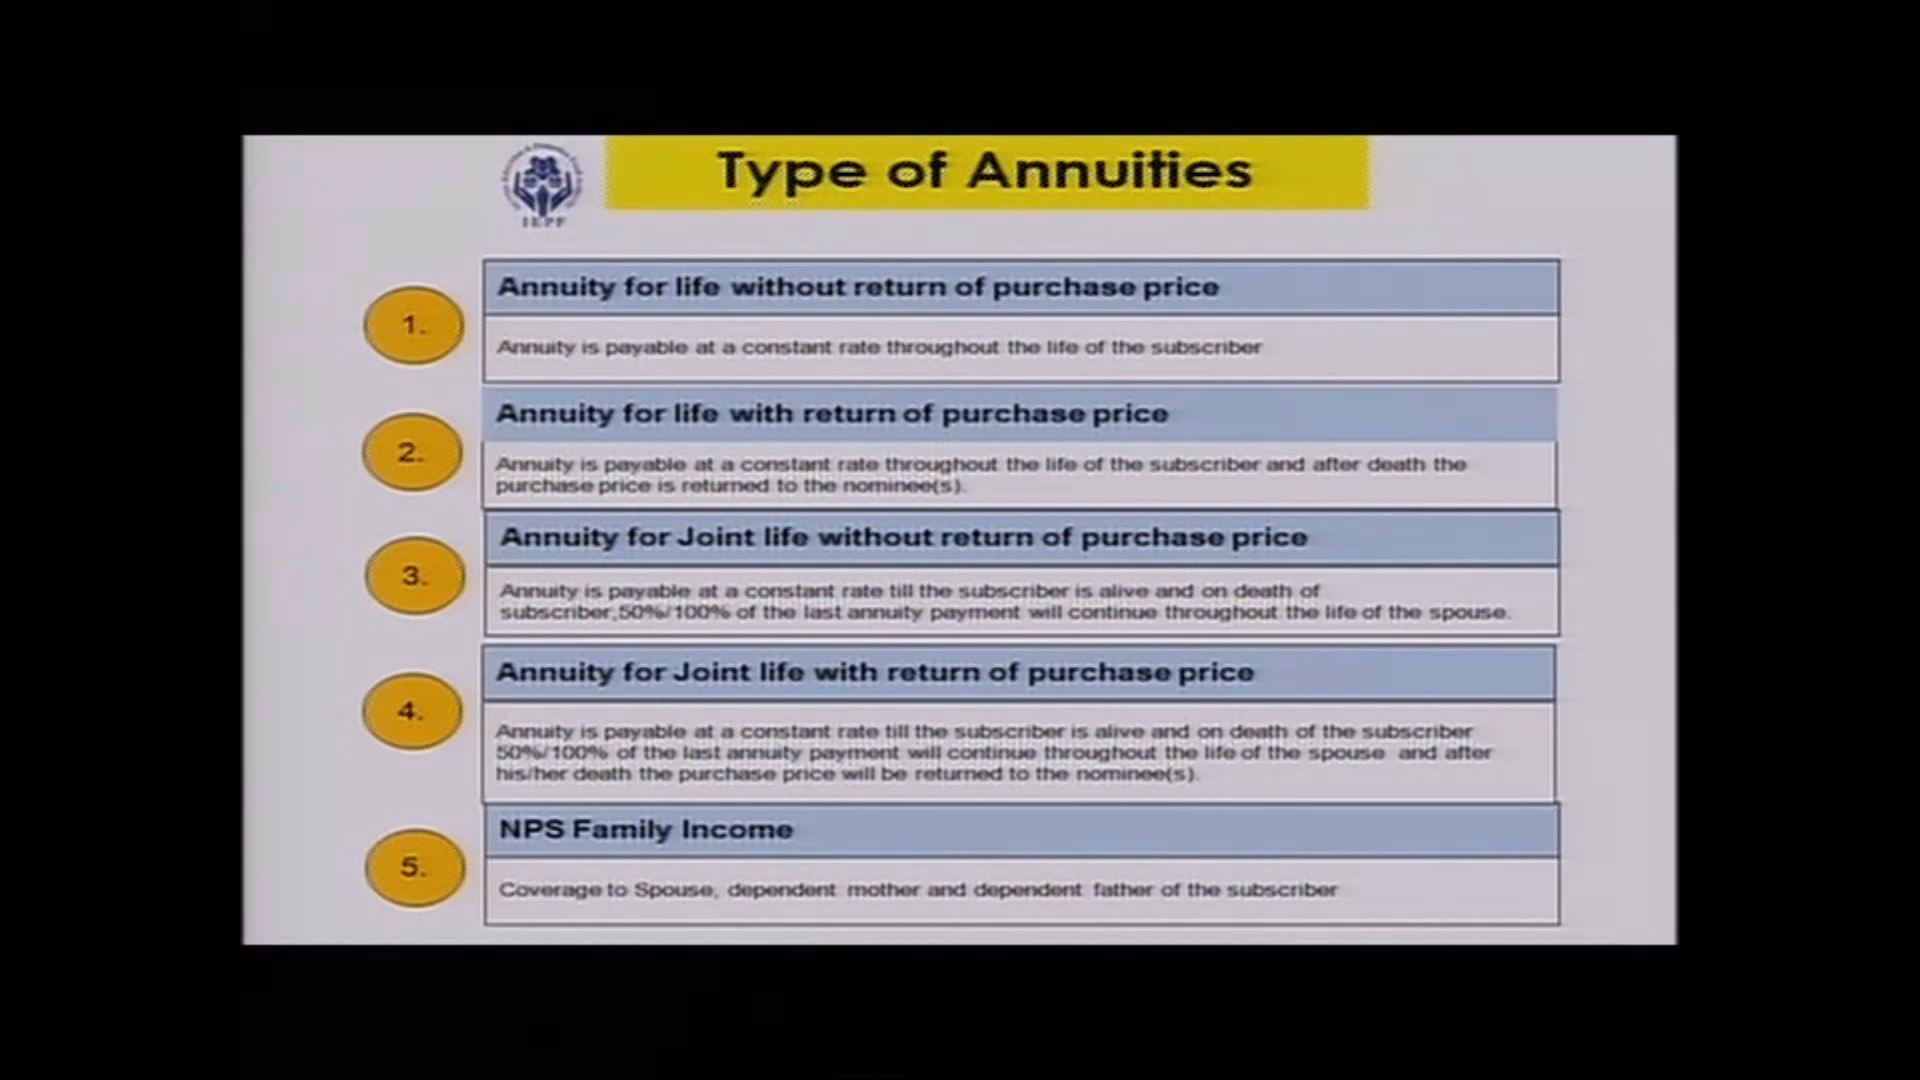 Type of Annuities
IEPF
1.
Annuity for life without return of purchase price
Annuity is payable at a constant rate throughout the life of the subscriber
2.
Annuity for life with return of purchase price
Annuity is payable at a constant rate throughout the life of the subscriber and after death the
purchase price is returned to the nominee(s).
3.
Annuity for Joint life without return of purchase price
Annuity is payable at a constant rate till the subscriber is alive and on death of
subscriber,50%/100% of the last annuity payment will continue throughout the life of the spouse.
4.
Annuity for Joint life with return of purchase price
Annuity is payable at a constant rate till the subscriber is alive and on death of the subscriber
50%/100% of the last annuity payment will continue throughout the life of the spouse and after
his/her death the purchase price will be returned to the nominee(s).
5.
NPS Family Income
Coverage to Spouse, dependent mother and dependent father of the subscriber